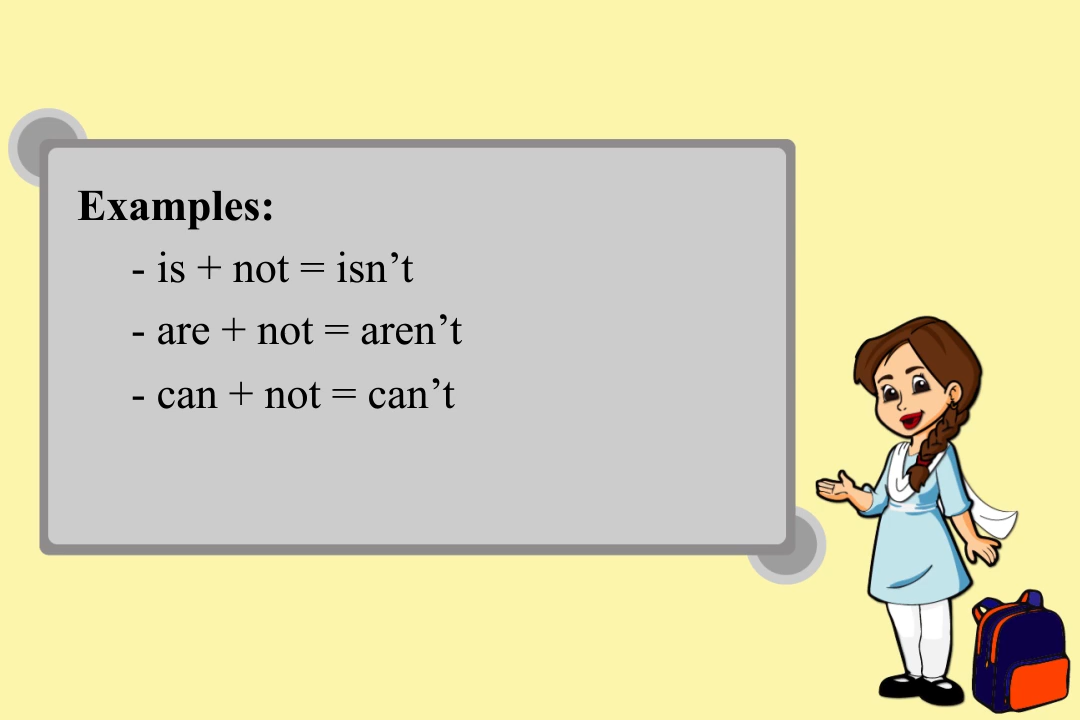 Examples:
- is + not = isn’t
- are + not = aren’t
- can + not = can’t